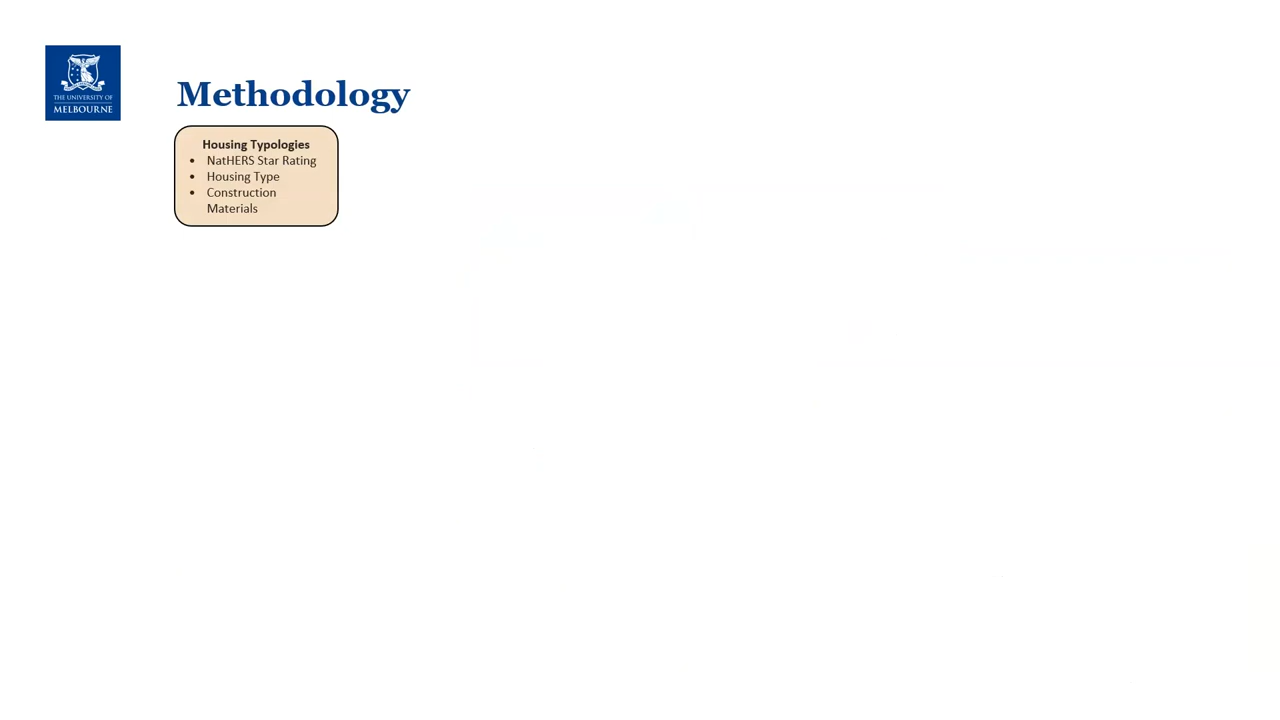 THE UNIVERSITY OF
MELBOURNE
Methodology
Housing Typologies
• NatHERS Star Rating
• Housing Type
• Construction
Materials